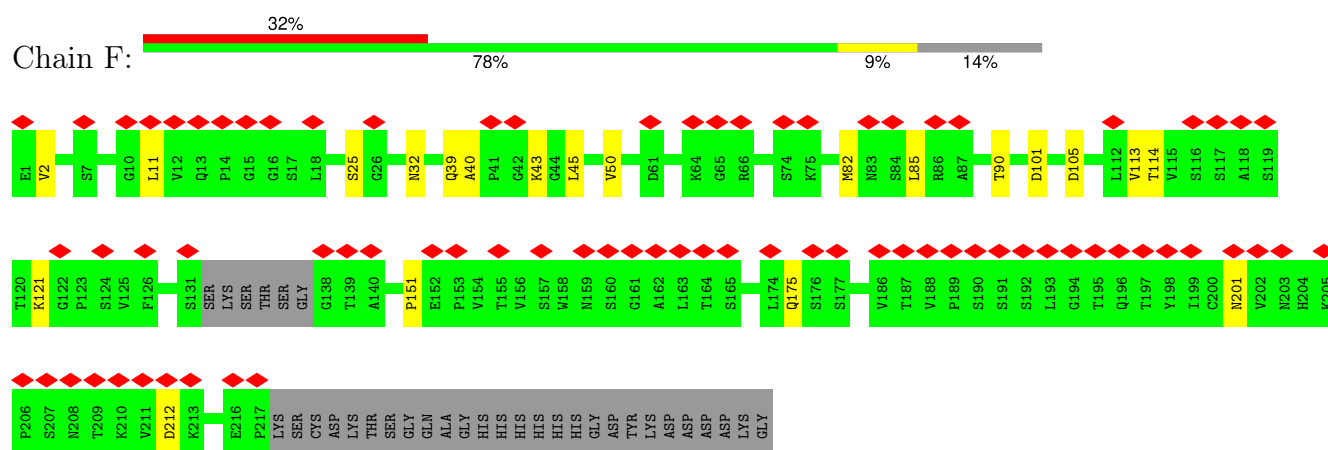 32%
Chain F:
78% 9% 14%
E1 V2 S7 G10 L11 V12 Q13 P14 G15 G16 S17 L18 S25 G26 N32 Q39 A40 P41 G42 K43 G44 L45 V50 D61 K64 G65 R66 S74 K75 M82 N83 S84 L85 R86 A87 T90 D101 D105 L112 V113 T114 V115 S116 S117 A118 S119
T120 K121 G122 P123 S124 V125 F126 S131 SER LYS SER THR SER GLY G138 T139 A140 P151 E152 P153 V154 T155 V156 S157 W158 N159 S160 G161 A162 L163 T164 S165 L174 Q175 S176 S177 V186 T187 V188 P189 S190 S191 S192 L193 G194 T195 Q196 T197 Y198 I199 C200 N201 V202 N203 H204 K205
P206 S207 N208 T209 K210 V211 D212 K213 E216 P217 LYS SER CYS ASP LYS THR SER GLY GLN ALA GLY HIS HIS HIS HIS HIS HIS GLY ASP TYR LYS ASP ASP ASP ASP LYS GLY